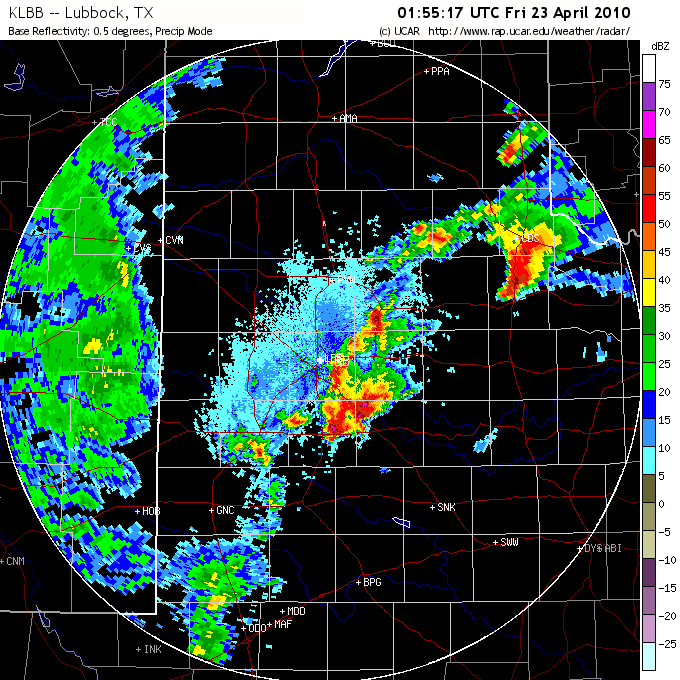 KLBB -- Lubbock, TX
01:55:17 UTC Fri 23 April 2010
Base Reflectivity: 0.5 degrees, Precip Mode
(c) UCAR http://www.rap.ucar.edu/weather/radar/
dBZ
75
70
65
60
55
50
45
40
35
30
25
20
15
10
5
0
-5
-10
-15
-20
-25
PPA
TCC
AMA
CVN
CVS
CDS
HOB
GNC
SNK
SWW
DYS
ABI
CNM
BPG
MDD
MAF
ODO
INK